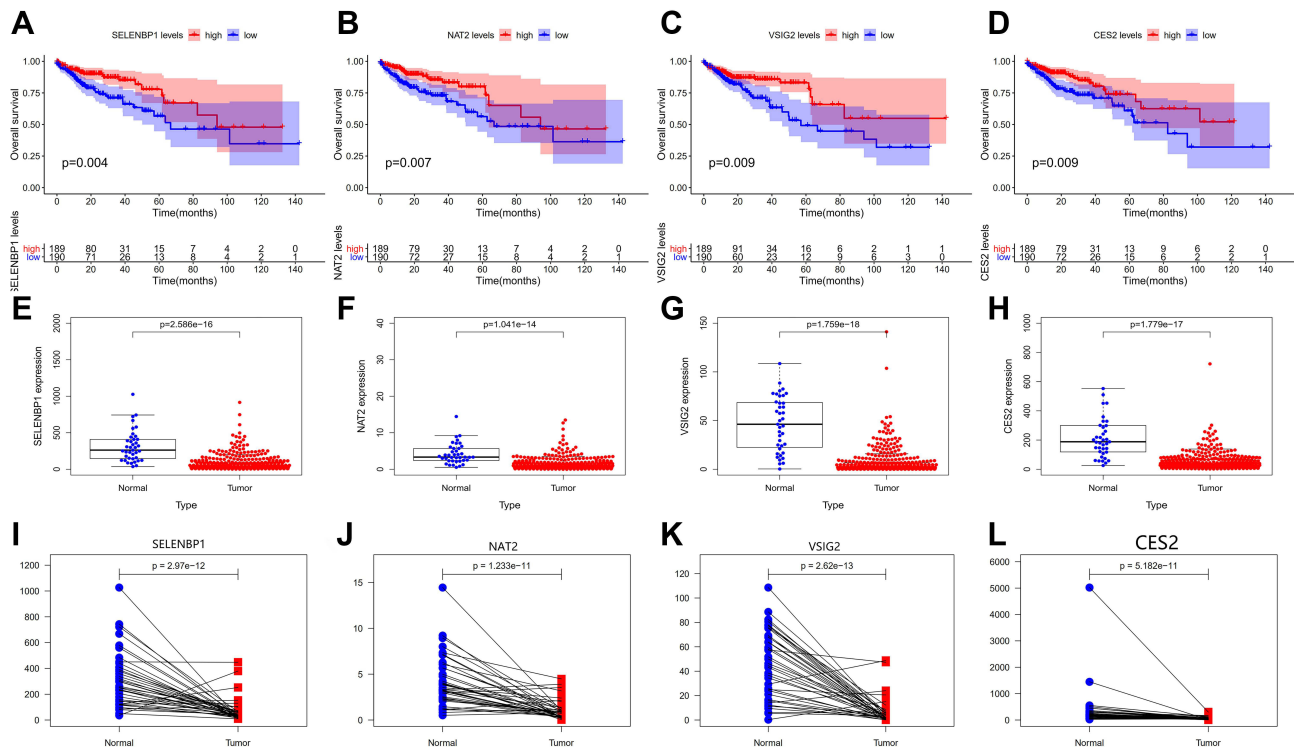 A
SELENBP1 levels high low
Overall survival
1.00
0.75
0.50
0.25
0.00
p=0.004
0 20 40 60 80 100 120 140
Time(months)
SELENBP1 levels
high 189 80 31 15 7 4 2 0
low 190 71 26 13 8 4 2 1
0 20 40 60 80 100 120 140
Time(months)
B
NAT2 levels high low
Overall survival
1.00
0.75
0.50
0.25
0.00
p=0.007
0 20 40 60 80 100 120 140
Time(months)
NAT2 levels
high 189 79 30 13 7 4 2 0
low 190 72 27 15 8 4 2 1
0 20 40 60 80 100 120 140
Time(months)
C
VSIG2 levels high low
Overall survival
1.00
0.75
0.50
0.25
0.00
p=0.009
0 20 40 60 80 100 120 140
Time(months)
VSIG2 levels
high 189 91 34 16 6 2 1 1
low 190 60 23 12 9 6 3 0
0 20 40 60 80 100 120 140
Time(months)
D
CES2 levels high low
Overall survival
1.00
0.75
0.50
0.25
0.00
p=0.009
0 20 40 60 80 100 120 140
Time(months)
CES2 levels
high 189 79 31 13 9 6 2 0
low 190 72 26 15 6 2 2 1
0 20 40 60 80 100 120 140
Time(months)
E
SELENBP1 expression
2000
1500
1000
500
0
p=2.586e-16
Normal Tumor
Type
F
NAT2 expression
40
30
20
10
0
p=1.041e-14
Normal Tumor
Type
G
VSIG2 expression
150
100
50
0
p=1.759e-18
Normal Tumor
Type
H
CES2 expression
1000
800
600
400
200
0
p=1.779e-17
Normal Tumor
Type
I
SELENBP1
1200
1000
800
600
400
200
0
p = 2.97e-12
Normal Tumor
J
NAT2
15
10
5
0
p = 1.233e-11
Normal Tumor
K
VSIG2
120
100
80
60
40
20
0
p = 2.62e-13
Normal Tumor
L
CES2
6000
5000
4000
3000
2000
1000
0
p = 5.182e-11
Normal Tumor